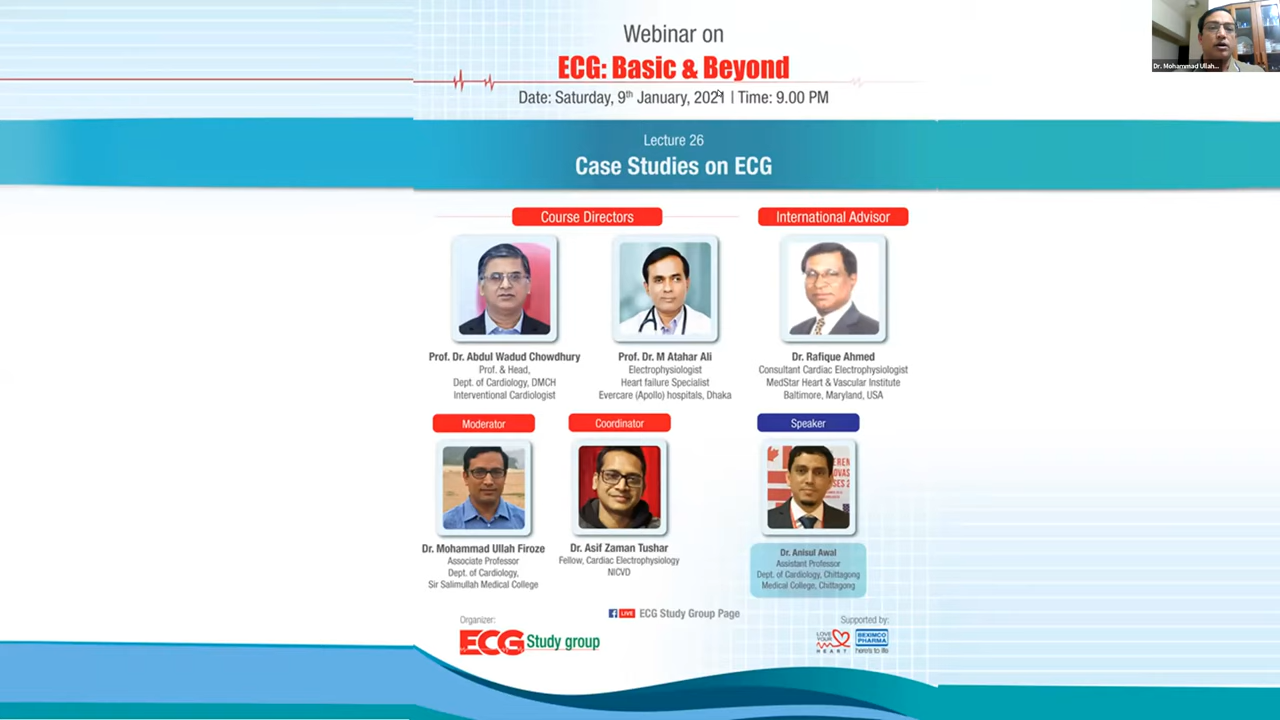 Webinar on
ECG: Basic & Beyond
Date: Saturday, 9th January, 2021 | Time: 9.00 PM
Dr. Mohammad Ullah...
Lecture 26
Case Studies on ECG
Course Directors
International Advisor
Prof. Dr. Abdul Wadud Chowdhury
Prof. & Head,
Dept. of Cardiology, DMCH
Interventional Cardiologist
Prof. Dr. M Atahar Ali
Electrophysiologist
Heart failure Specialist
Evercare (Apollo) hospitals, Dhaka
Dr. Rafique Ahmed
Consultant Cardiac Electrophysiologist
MedStar Heart & Vascular Institute
Baltimore, Maryland, USA
Moderator
Coordinator
Speaker
Dr. Mohammad Ullah Firoze
Associate Professor
Dept. of Cardiology,
Sir Salimullah Medical College
Dr. Asif Zaman Tushar
Fellow, Cardiac Electrophysiology
NICVD
Dr. Anisul Awal
Assistant Professor
Dept. of Cardiology, Chittagong
Medical College, Chittagong
LIVE ECG Study Group Page
Organizer:
ECG Study group
Supported by:
LOVE YOUR HEART
BEXIMCO PHARMA
here's to life